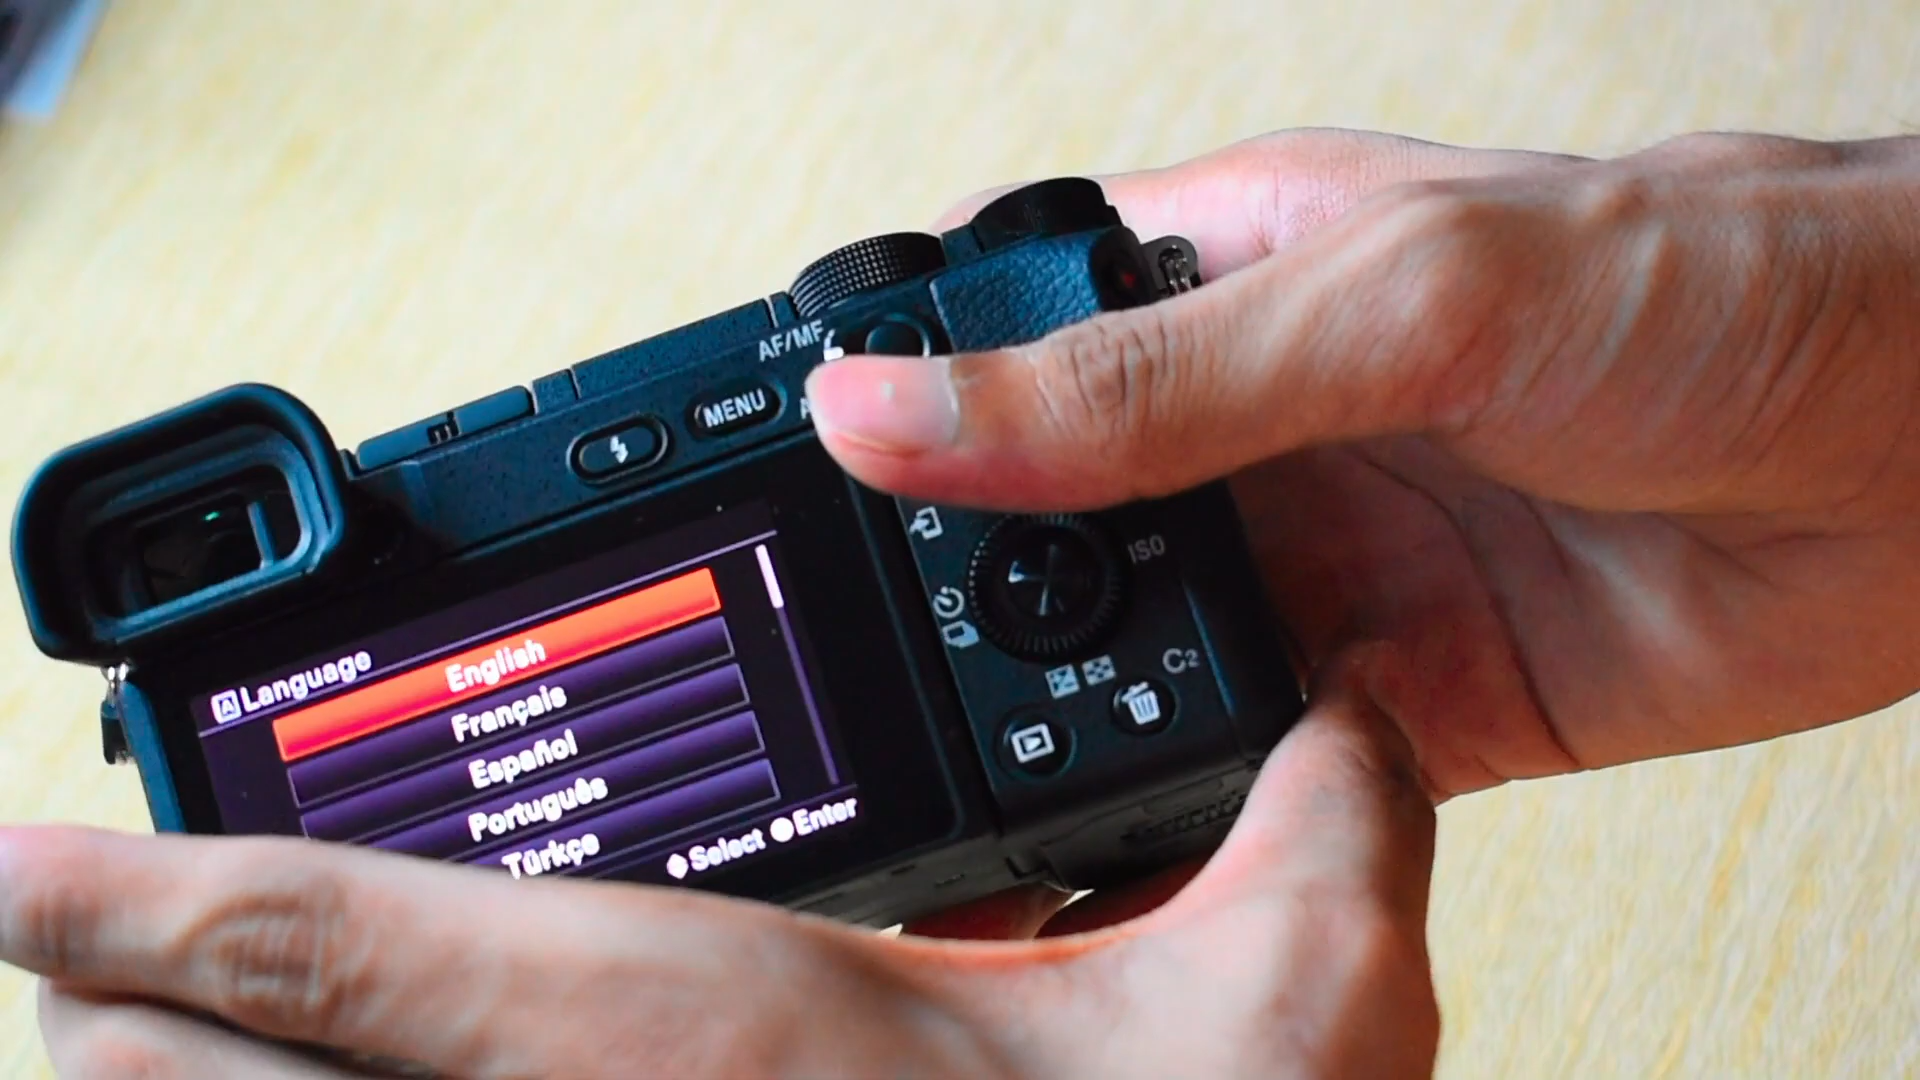 AF/MF
MENU
A Language
English
Français
Español
Português
Türkçe
Select Enter
ISO
C2